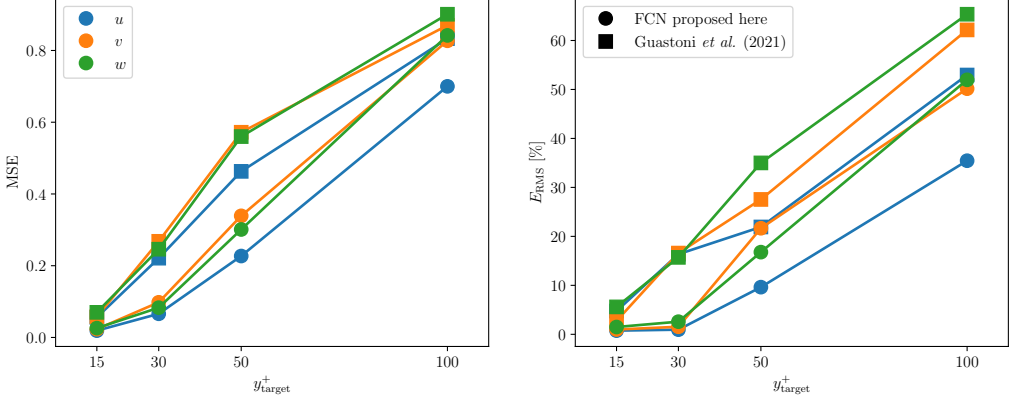 MSE
0.8
0.6
0.4
0.2
0.0
15
30
50
100
y⁺target
u
v
w
E_RMS [%]
60
50
40
30
20
10
0
15
30
50
100
y⁺target
FCN proposed here
Guastoni et al. (2021)